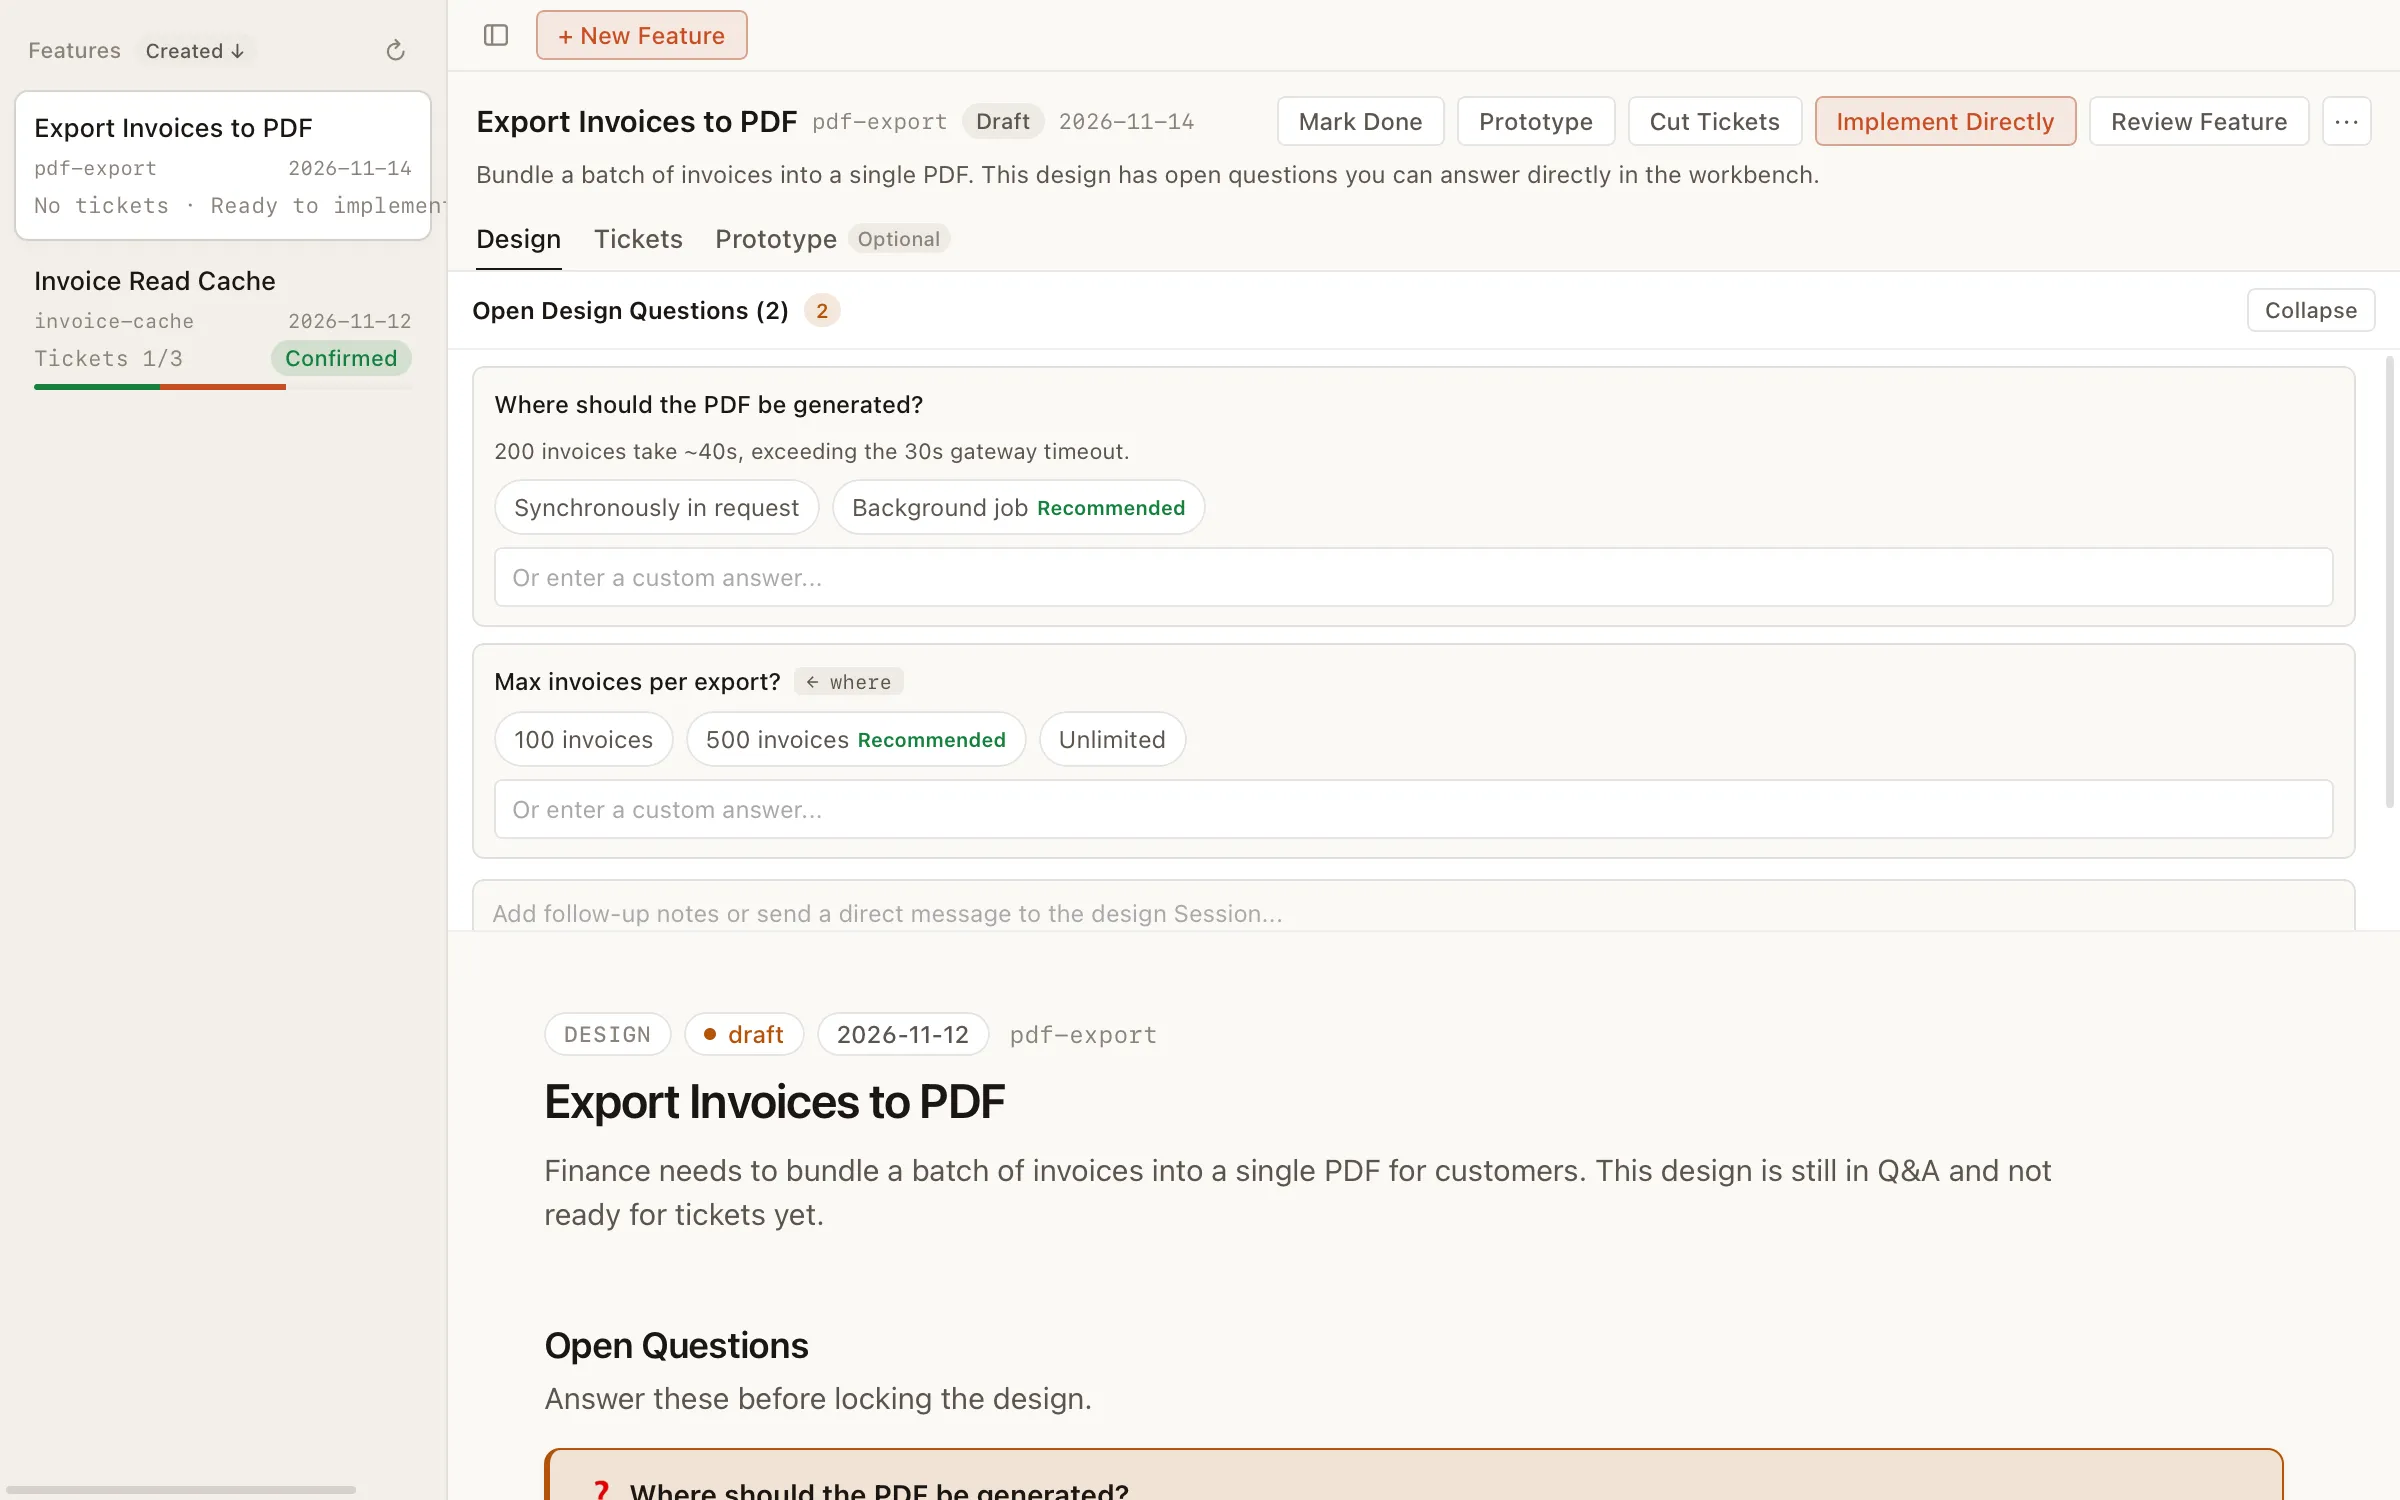 Features Created ↓
Export Invoices to PDF
pdf-export 2026-11-14
No tickets · Ready to implement
Invoice Read Cache
invoice-cache 2026-11-12
Tickets 1/3 Confirmed
+ New Feature
Export Invoices to PDF pdf-export Draft 2026-11-14 Mark Done Prototype Cut Tickets Implement Directly Review Feature ...
Bundle a batch of invoices into a single PDF. This design has open questions you can answer directly in the workbench.
Design Tickets Prototype Optional
Open Design Questions (2) 2 Collapse
Where should the PDF be generated?
200 invoices take ~40s, exceeding the 30s gateway timeout.
Synchronously in request Background job Recommended
Or enter a custom answer...
Max invoices per export? ← where
100 invoices 500 invoices Recommended Unlimited
Or enter a custom answer...
Add follow-up notes or send a direct message to the design Session...
DESIGN draft 2026-11-12 pdf-export
Export Invoices to PDF
Finance needs to bundle a batch of invoices into a single PDF for customers. This design is still in Q&A and not
ready for tickets yet.
Open Questions
Answer these before locking the design.
❓ Where should the PDF be generated?